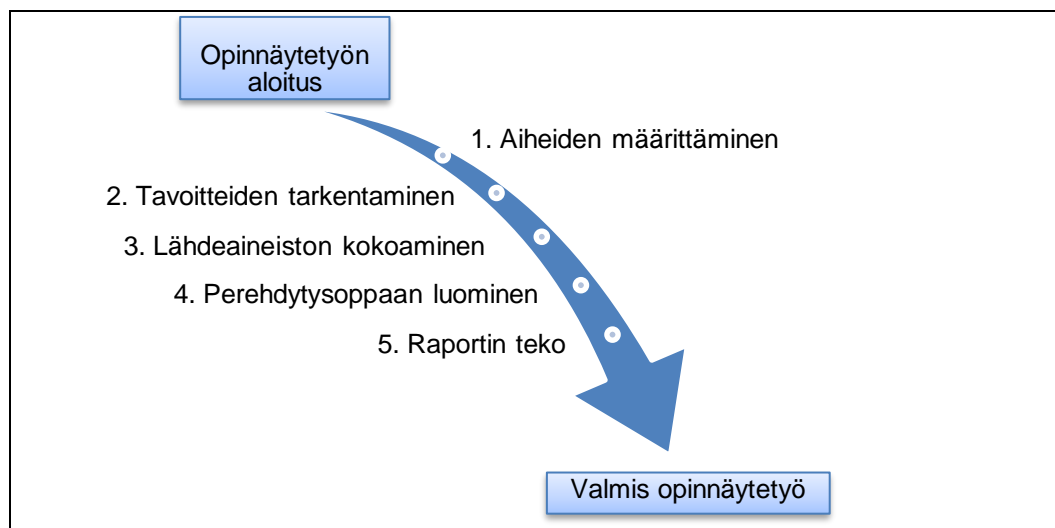 Opinnäytetyön
aloitus
1. Aiheiden määrittäminen
2. Tavoitteiden tarkentaminen
3. Lähdeaineiston kokoaminen
4. Perehdytysoppaan luominen
5. Raportin teko
Valmis opinnäytetyö